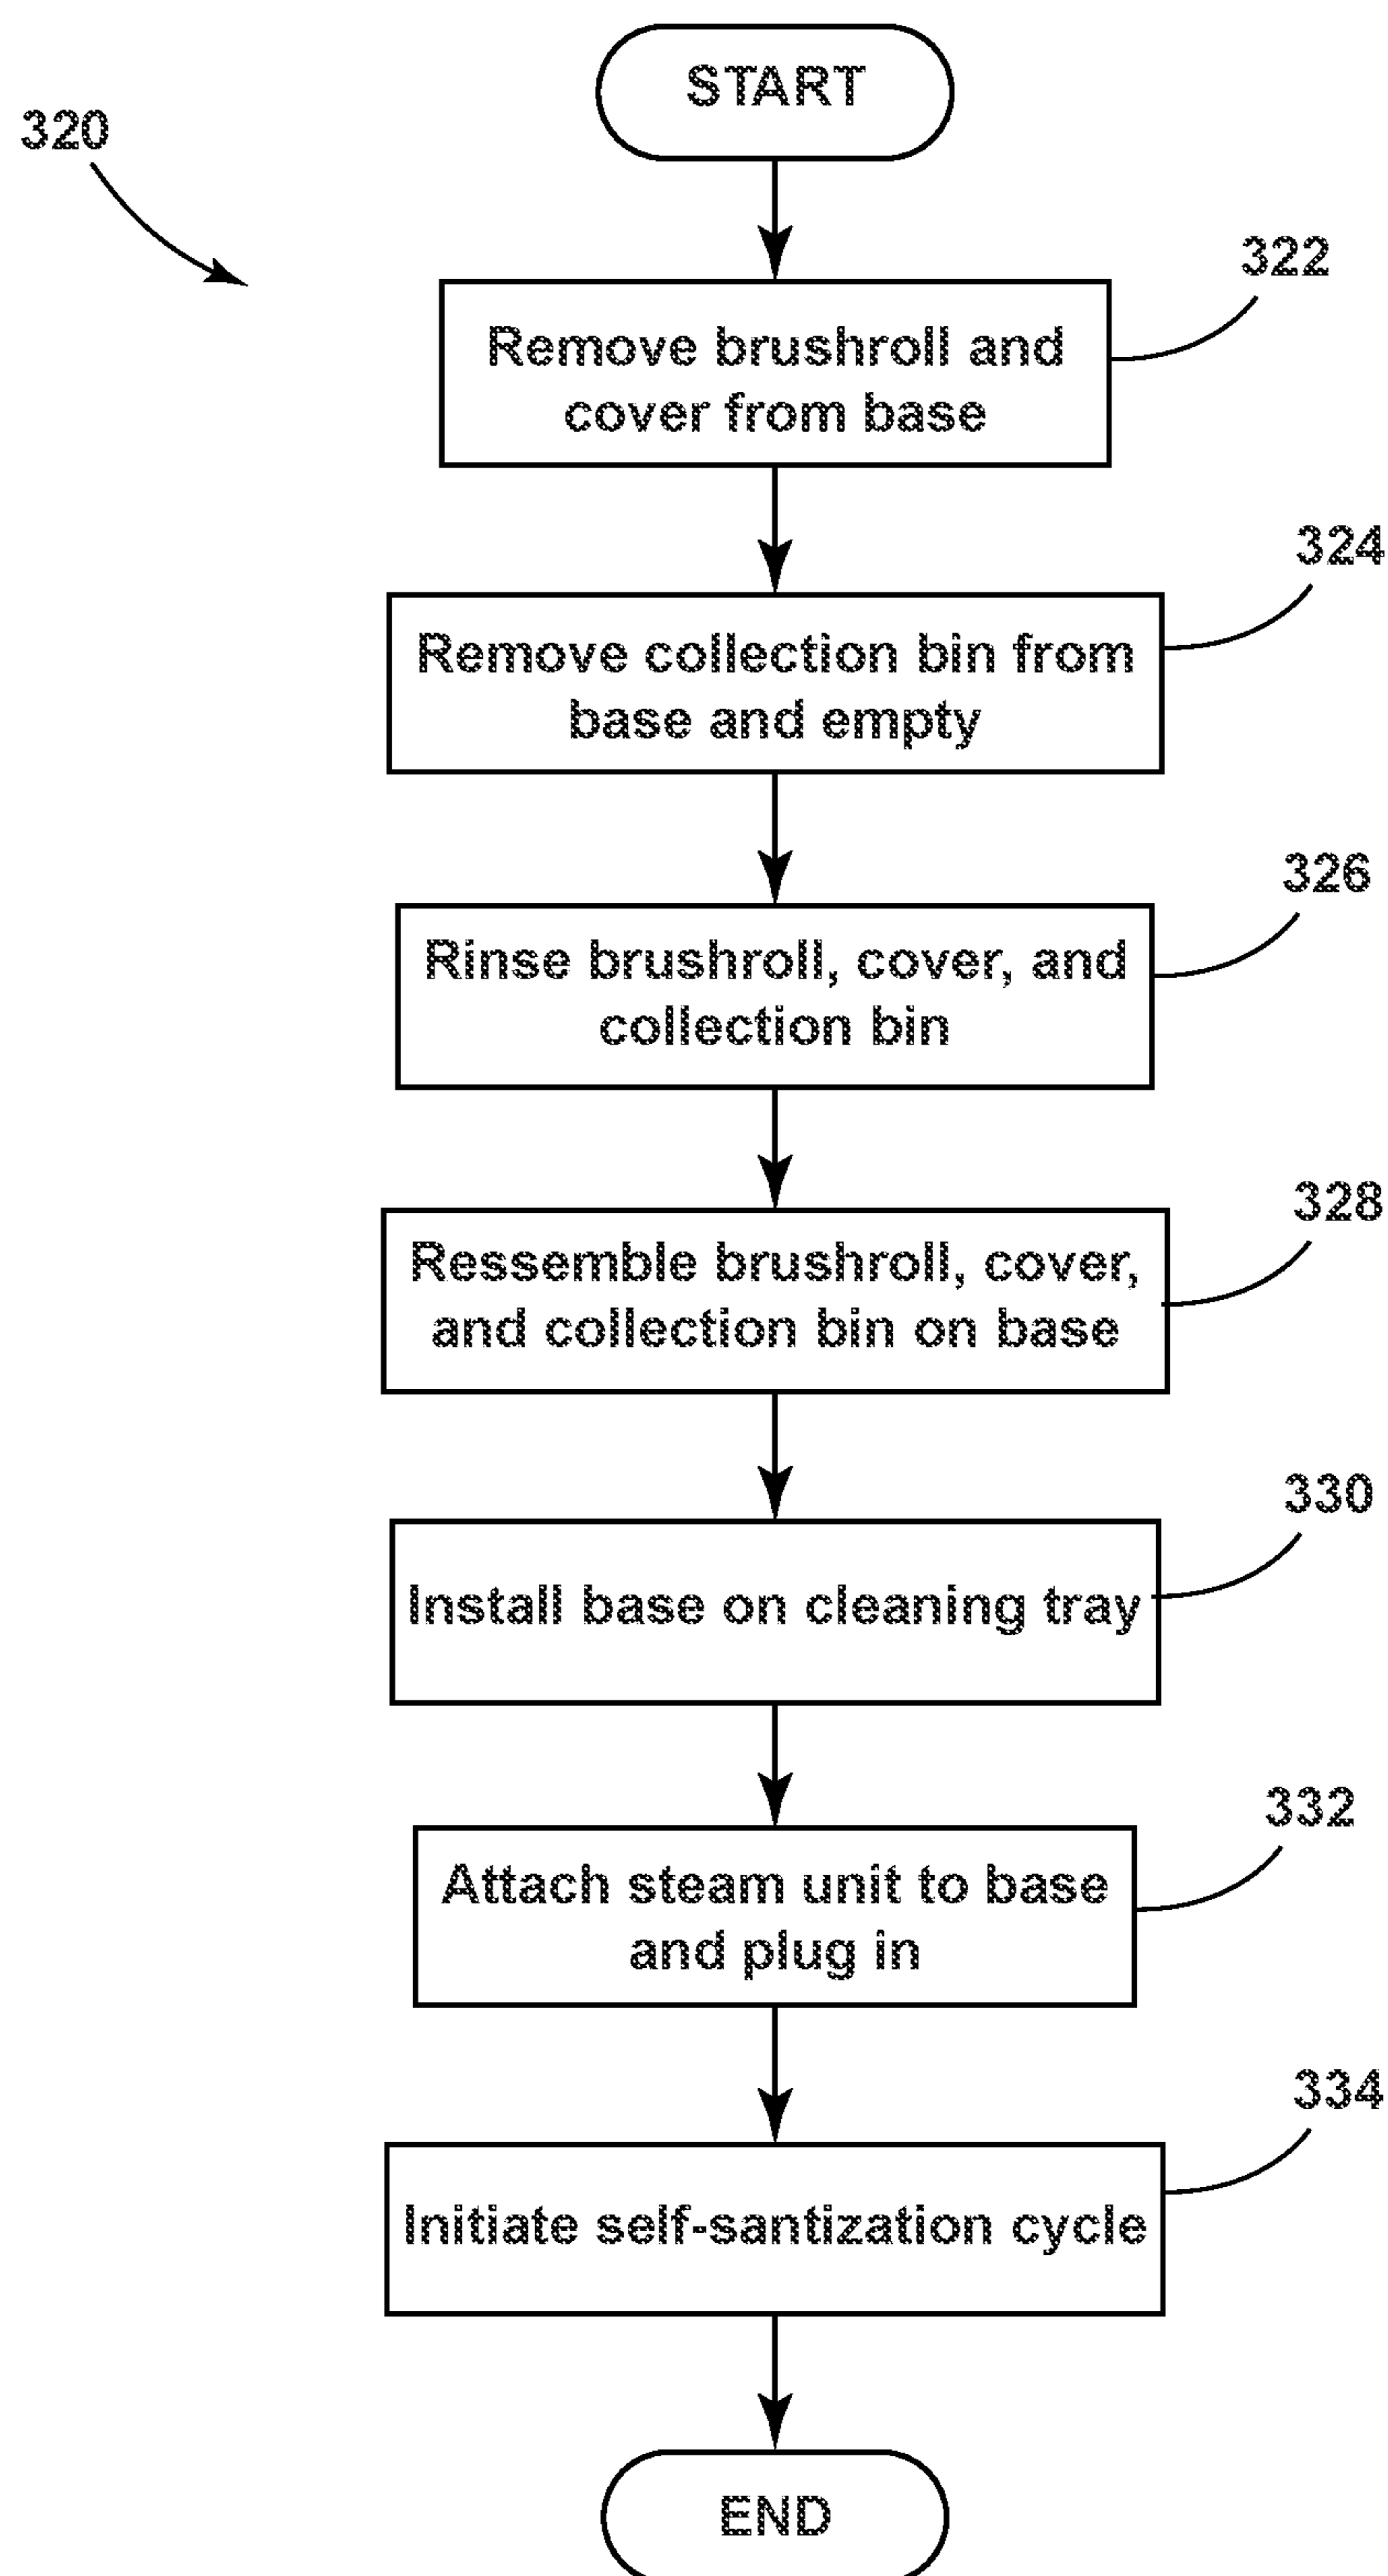 START
320
322
Remove brushroll and
cover from base
324
Remove collection bin from
base and empty
326
Rinse brushroll, cover, and
collection bin
328
Ressemble brushroll, cover,
and collection bin on base
330
Install base on cleaning tray
332
Attach steam unit to base
and plug in
334
Initiate self-santization cycle
END